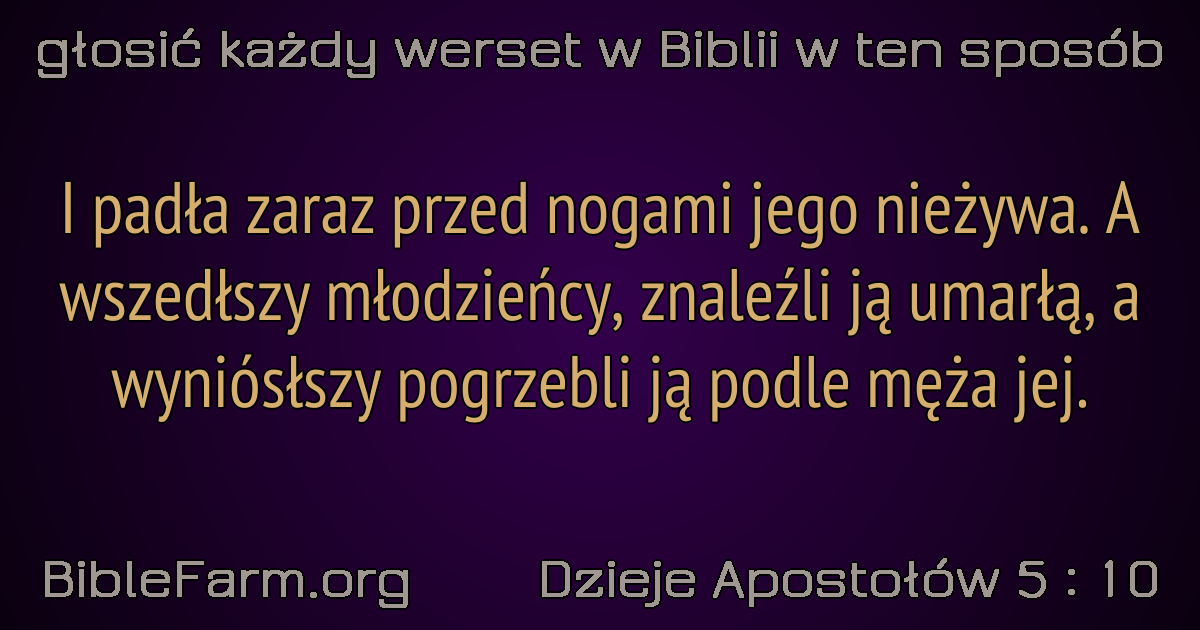 głosić każdy werset w Biblii w ten sposób
I padła zaraz przed nogami jego nieżywa. A
wszedłszy młodzieńcy, znaleźli ją umarłą, a
wyniósłszy pogrzebli ją podle męża jej.
BibleFarm.org
Dzieje Apostołów 5 : 10